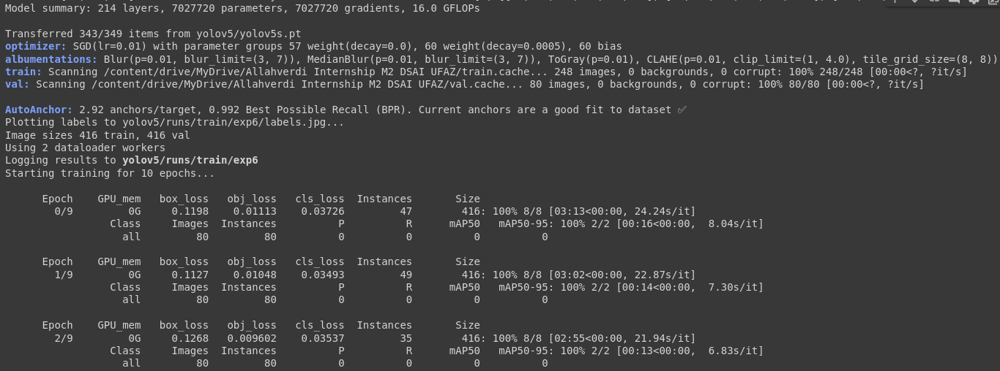 Model summary: 214 layers, 7027720 parameters, 7027720 gradients, 16.0 GFLOPs
Transferred 343/349 items from yolov5/yolov5s.pt
optimizer: SGD(lr=0.01) with parameter groups 57 weight(decay=0.0), 60 weight(decay=0.0005), 60 bias
albumentations: Blur(p=0.01, blur_limit=(3, 7)), MedianBlur(p=0.01, blur_limit=(3, 7)), ToGray(p=0.01), CLAHE(p=0.01, clip_limit=(1, 4.0), tile_grid_size=(8, 8))
train: Scanning /content/drive/MyDrive/Allahverdi Internship M2 DSAI UFAZ/train.cache... 248 images, 0 backgrounds, 0 corrupt: 100% 248/248 [00:00<?, ?it/s]
val: Scanning /content/drive/MyDrive/Allahverdi Internship M2 DSAI UFAZ/val.cache... 80 images, 0 backgrounds, 0 corrupt: 100% 80/80 [00:00<?, ?it/s]
AutoAnchor: 2.92 anchors/target, 0.992 Best Possible Recall (BPR). Current anchors are a good fit to dataset ✅
Plotting labels to yolov5/runs/train/exp6/labels.jpg...
Image sizes 416 train, 416 val
Using 2 dataloader workers
Logging results to yolov5/runs/train/exp6
Starting training for 10 epochs...
Epoch GPU_mem box_loss obj_loss cls_loss Instances Size
0/9 0G 0.1198 0.01113 0.03726 47 416: 100% 8/8 [03:13<00:00, 24.24s/it]
Class Images Instances P R mAP50 mAP50-95: 100% 2/2 [00:16<00:00, 8.04s/it]
all 80 80 0 0 0 0
Epoch GPU_mem box_loss obj_loss cls_loss Instances Size
1/9 0G 0.1127 0.01048 0.03493 49 416: 100% 8/8 [03:02<00:00, 22.87s/it]
Class Images Instances P R mAP50 mAP50-95: 100% 2/2 [00:14<00:00, 7.30s/it]
all 80 80 0 0 0 0
Epoch GPU_mem box_loss obj_loss cls_loss Instances Size
2/9 0G 0.1268 0.009602 0.03537 35 416: 100% 8/8 [02:55<00:00, 21.94s/it]
Class Images Instances P R mAP50 mAP50-95: 100% 2/2 [00:13<00:00, 6.83s/it]
all 80 80 0 0 0 0